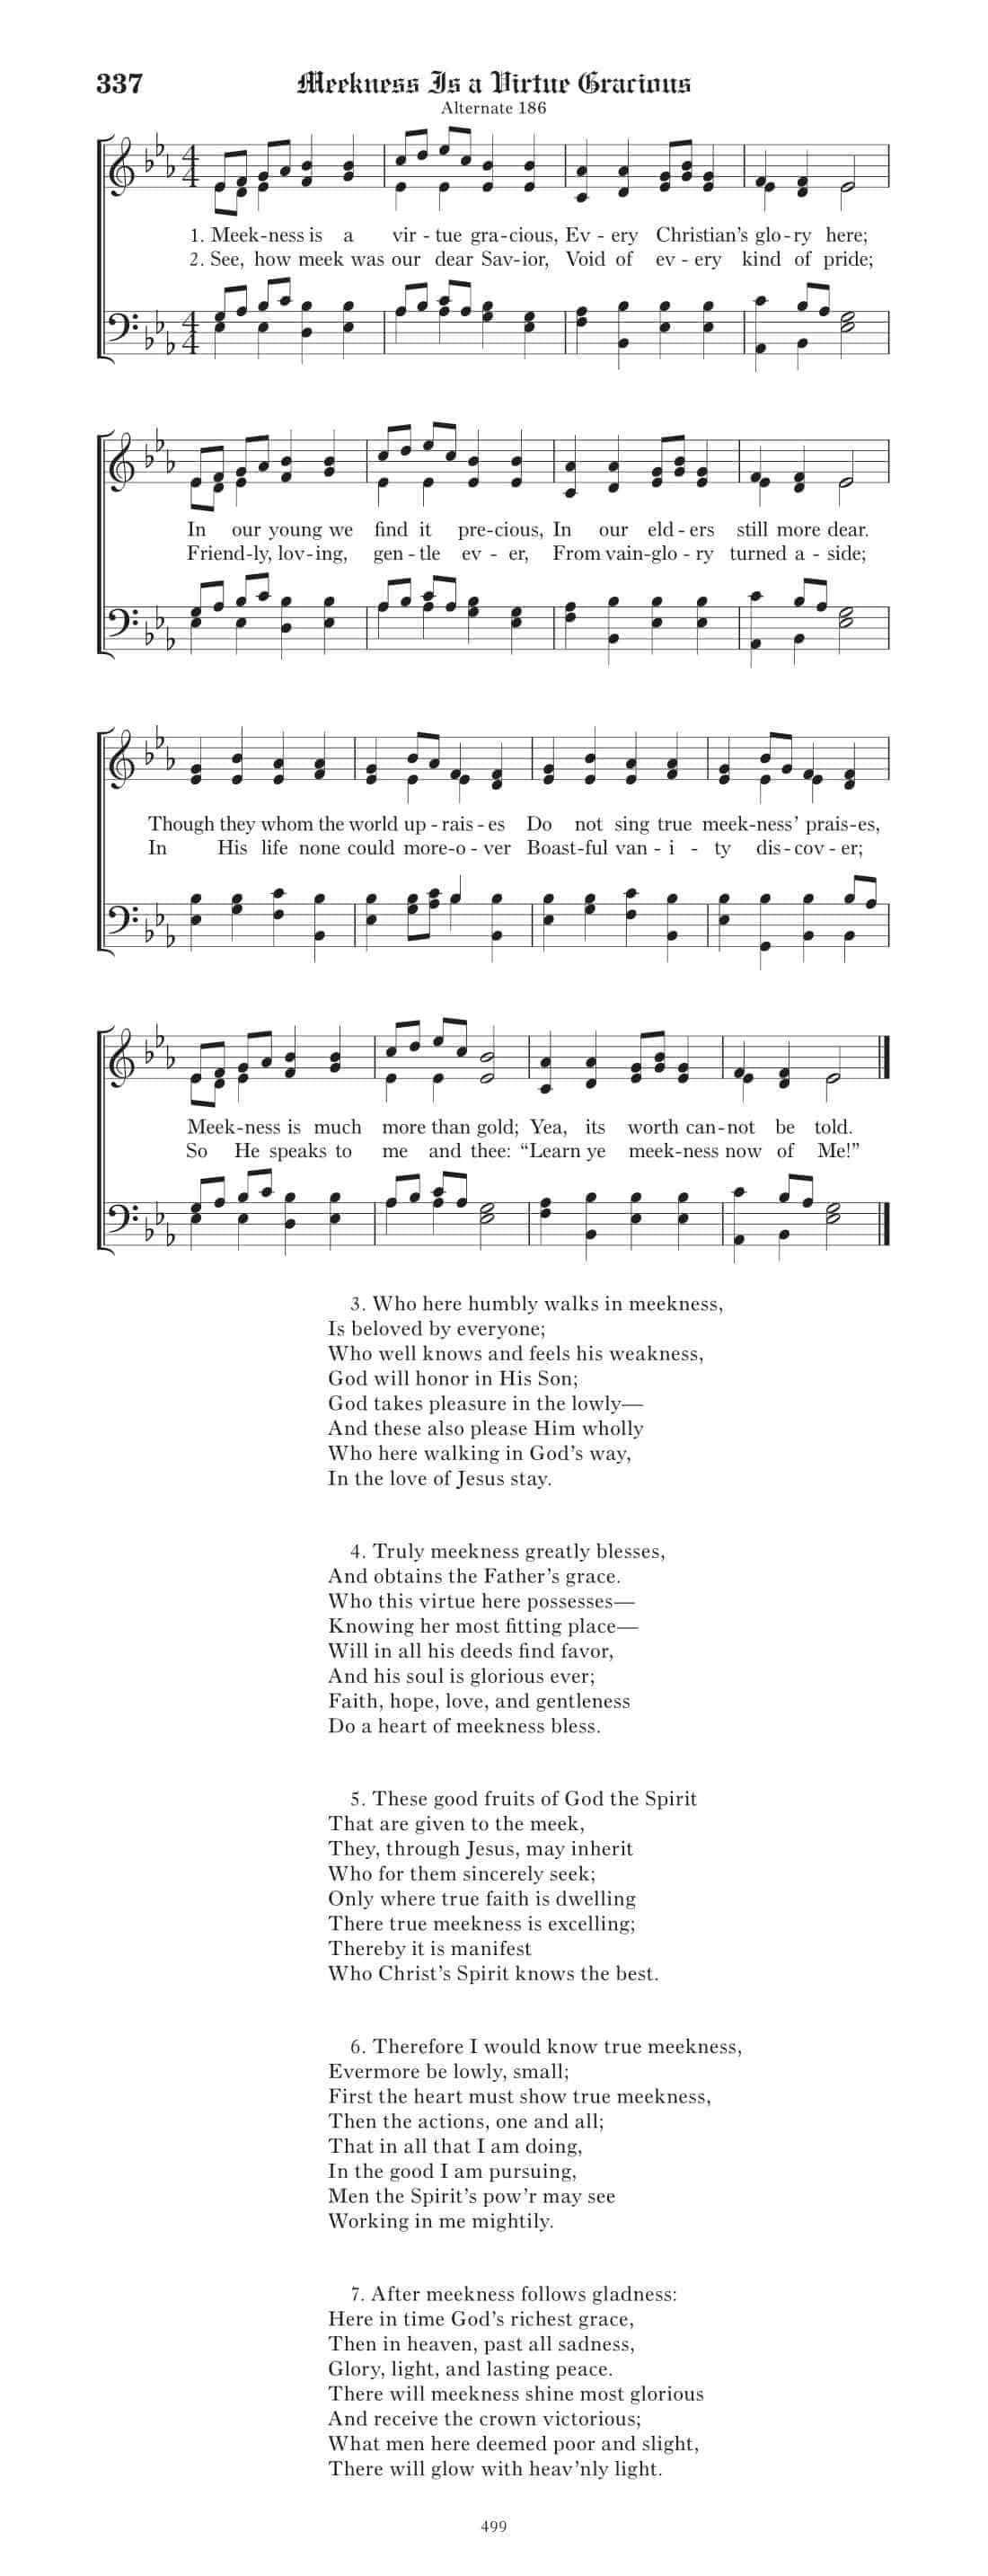 337 Meekness Is a Virtue Gracious
Alternate 186
1. Meek-ness is a vir - tue gra-cious, Ev - ery Christian’s glo-ry here;
2. See, how meek was our dear Sav-ior, Void of ev - ery kind of pride;
In our young we find it pre-cious, In our eld - ers still more dear.
Friend-ly, lov-ing, gen - tle ev - er, From vain-glo - ry turned a - side;
Though they whom the world up - rais - es Do not sing true meek-ness’ prais-es,
In His life none could more-o - ver Boast-ful van - i - ty dis - cov - er;
Meek-ness is much more than gold; Yea, its worth can-not be told.
So He speaks to me and thee: “Learn ye meek-ness now of Me!”
3. Who here humbly walks in meekness,
Is beloved by everyone;
Who well knows and feels his weakness,
God will honor in His Son;
God takes pleasure in the lowly—
And these also please Him wholly
Who here walking in God’s way,
In the love of Jesus stay.
4. Truly meekness greatly blesses,
And obtains the Father’s grace.
Who this virtue here possesses—
Knowing her most fitting place—
Will in all his deeds find favor,
And his soul is glorious ever;
Faith, hope, love, and gentleness
Do a heart of meekness bless.
5. These good fruits of God the Spirit
That are given to the meek,
They, through Jesus, may inherit
Who for them sincerely seek;
Only where true faith is dwelling
There true meekness is excelling;
Thereby it is manifest
Who Christ’s Spirit knows the best.
6. Therefore I would know true meekness,
Evermore be lowly, small;
First the heart must show true meekness,
Then the actions, one and all;
That in all that I am doing,
In the good I am pursuing,
Men the Spirit’s pow’r may see
Working in me mightily.
7. After meekness follows gladness:
Here in time God’s richest grace,
Then in heaven, past all sadness,
Glory, light, and lasting peace.
There will meekness shine most glorious
And receive the crown victorious;
What men here deemed poor and slight,
There will glow with heav’nly light.
499